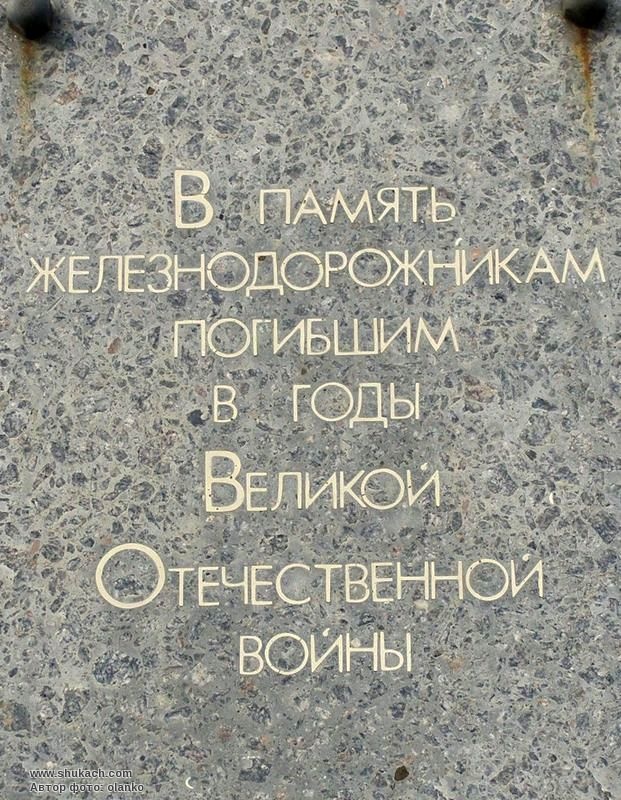 В ПАМЯТЬ
ЖЕЛЕЗНОДОРОЖНИКАМ
ПОГИБШИМ
В ГОДЫ
ВЕЛИКОЙ
ОТЕЧЕСТВЕННОЙ
ВОЙНЫ
www.shukach.com
Автор фото: olanko